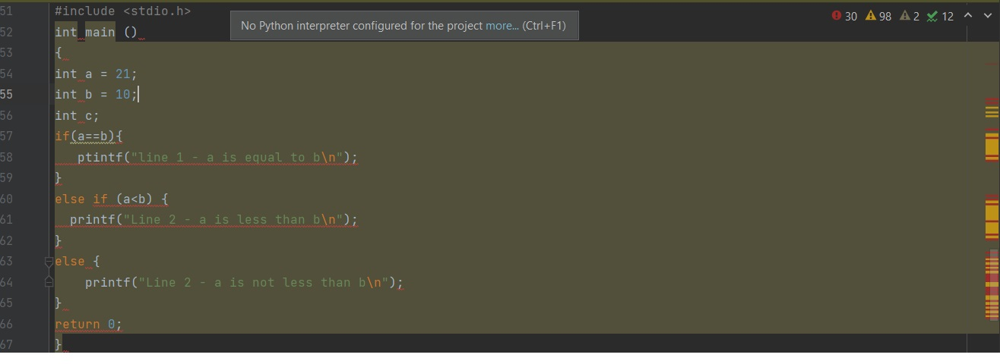 51 #include <stdio.h>
No Python interpreter configured for the project more... (Ctrl+F1)
30 98 2 12
52 int main ()
53 {
54 int a = 21;
55 int b = 10;
56 int c;
57 if(a==b){
58    ptintf("line 1 - a is equal to b\n");
59 }
60 else if (a<b) {
61   printf("Line 2 - a is less than b\n");
62 }
63 else {
64     printf("Line 2 - a is not less than b\n");
65 }
66 return 0;
67 }